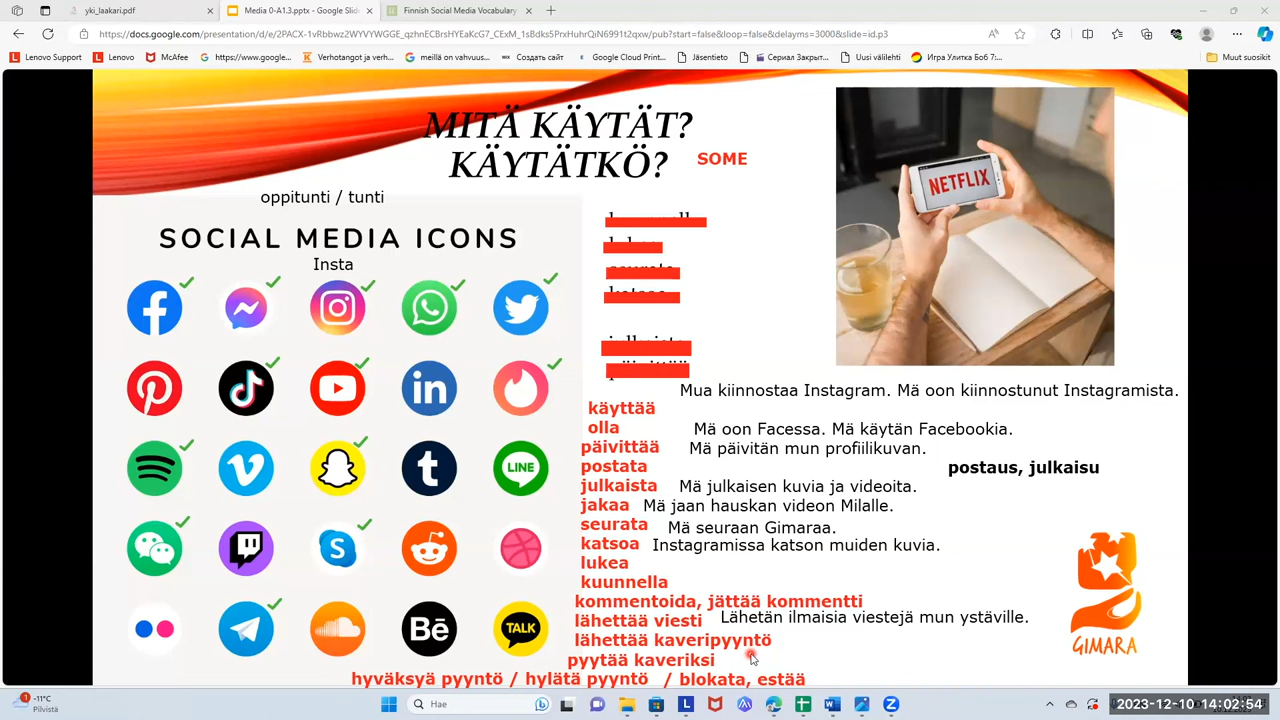 yki_laakari.pdf
Media 0-A1.3.pptx - Google Slid
Finnish Social Media Vocabulary
https://docs.google.com/presentation/d/e/2PACX-1vRbbwz2WYVYWGGE_qzhnECBrsHYEaKcG7_CExM_1sBdks5PrxHuhrQiN6991t2qxw/pub?start=false&loop=false&delayms=3000&slide=id.p3
Lenovo Support
Lenovo
McAfee
https://www.google...
Verhotangot ja verh...
meillä on vahvuus...
Создать сайт
Google Cloud Print...
Jäsentieto
Сериал Закрыт...
Uusi välilehti
Игра Улитка Боб 7:...
Muut suosikit
MITÄ KÄYTÄT?
KÄYTÄTKÖ?
SOME
NETFLIX
oppitunti / tunti
SOCIAL MEDIA ICONS
Insta
in
t
LINE
Bē
TALK
Mua kiinnostaa Instagram. Mä oon kiinnostunut Instagramista.
käyttää
olla Mä oon Facessa. Mä käytän Facebookia.
päivittää Mä päivitän mun profiilikuvan.
postata postaus, julkaisu
julkaista Mä julkaisen kuvia ja videoita.
jakaa Mä jaan hauskan videon Milalle.
seurata Mä seuraan Gimaraa.
katsoa Instagramissa katson muiden kuvia.
lukea
kuunnella
kommentoida, jättää kommentti
lähettää viesti Lähetän ilmaisia viestejä mun ystäville.
lähettää kaveripyyntö
pyytää kaveriksi
hyväksyä pyyntö / hylätä pyyntö / blokata, estää
GIMARA
1
-11°C
Pilvistä
Hae
2023-12-10 14:02:54